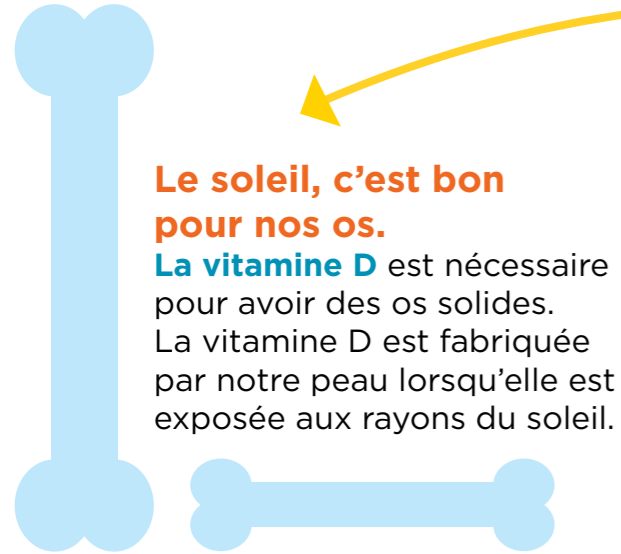 Le soleil, c’est bon
pour nos os.
La vitamine D est nécessaire
pour avoir des os solides.
La vitamine D est fabriquée
par notre peau lorsqu’elle est
exposée aux rayons du soleil.